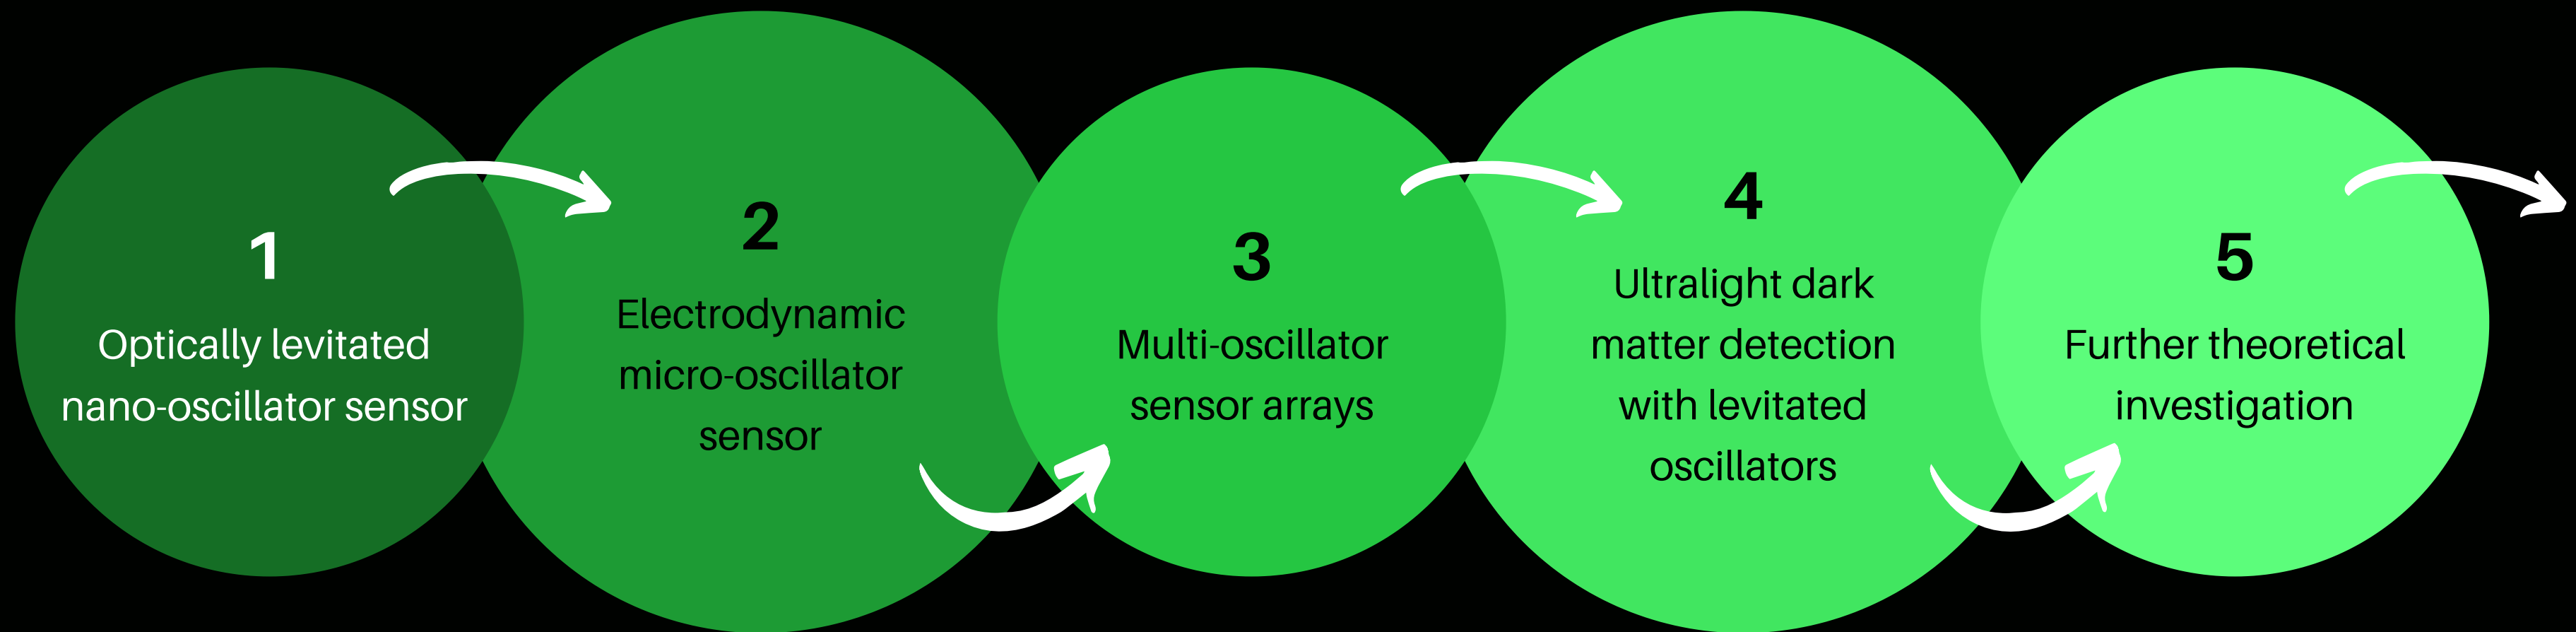 1
Optically levitated
nano-oscillator sensor
2
Electrodynamic
micro-oscillator
sensor
3
Multi-oscillator
sensor arrays
4
Ultralight dark
matter detection
with levitated
oscillators
5
Further theoretical
investigation